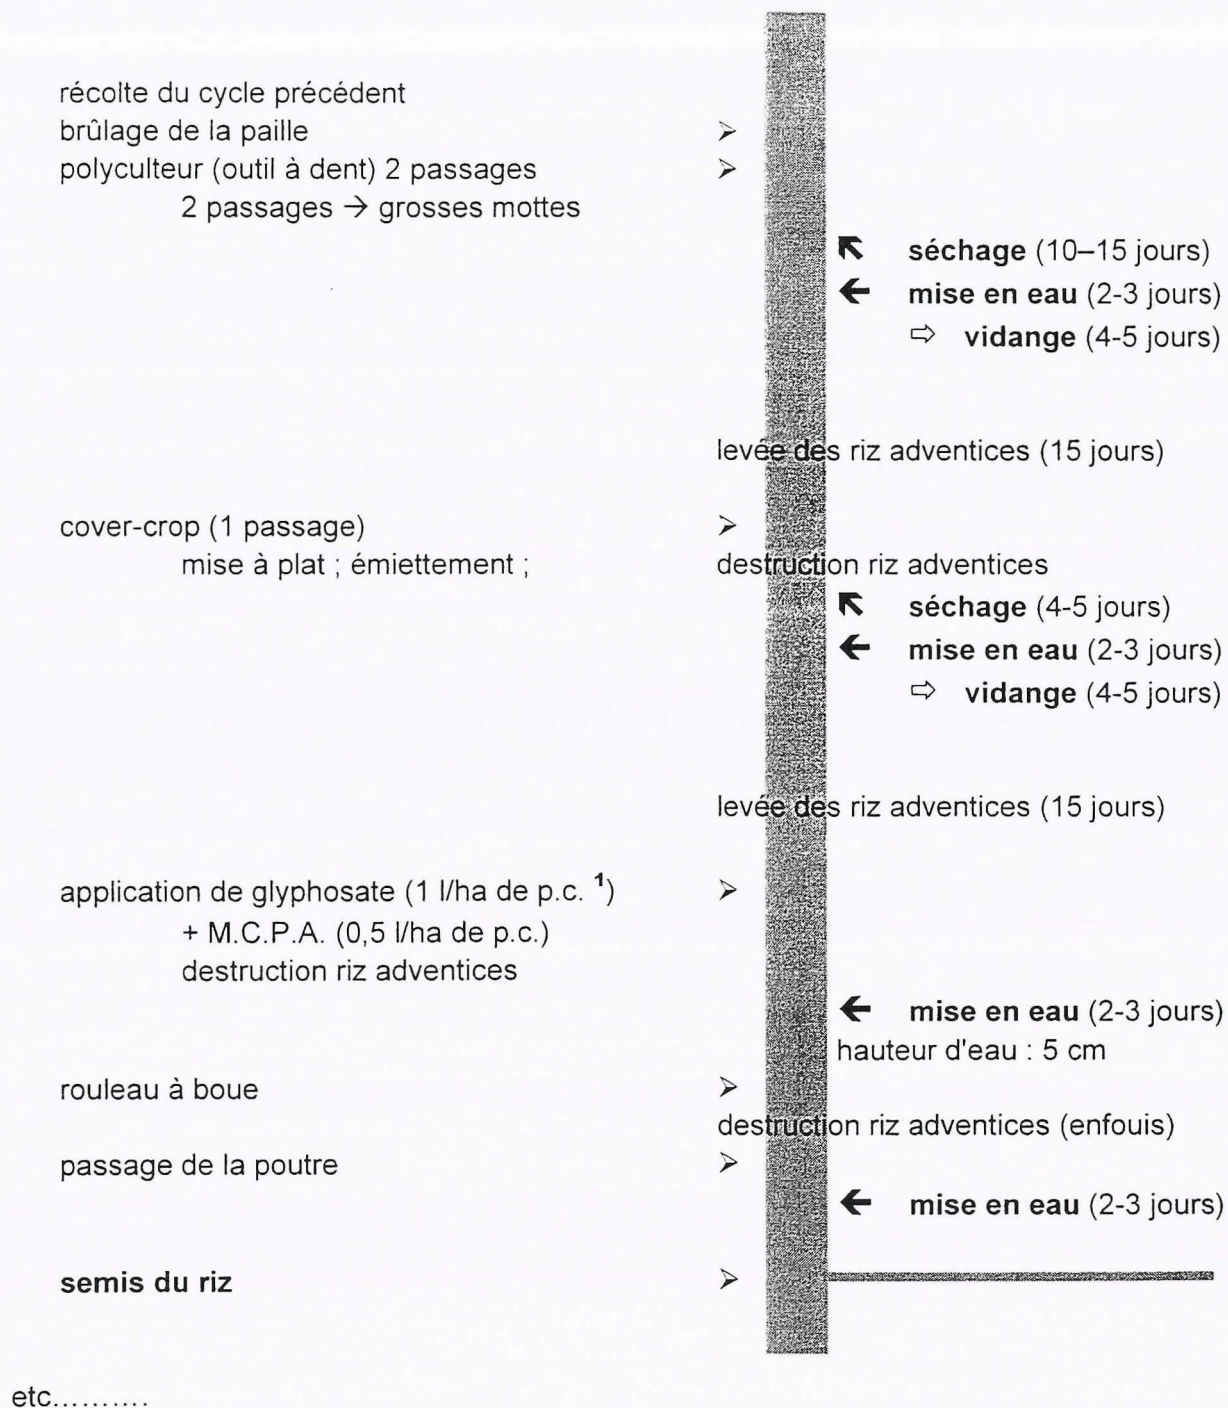 récolte du cycle précédent
brûlage de la paille ➢
polyculteur (outil à dent) 2 passages ➢
2 passages → grosses mottes
↖ séchage (10–15 jours)
← mise en eau (2-3 jours)
⇨ vidange (4-5 jours)
levée des riz adventices (15 jours)
cover-crop (1 passage) ➢
mise à plat ; émiettement ; destruction riz adventices
↖ séchage (4-5 jours)
← mise en eau (2-3 jours)
⇨ vidange (4-5 jours)
levée des riz adventices (15 jours)
application de glyphosate (1 l/ha de p.c. ¹) ➢
+ M.C.P.A. (0,5 l/ha de p.c.)
destruction riz adventices
← mise en eau (2-3 jours)
hauteur d'eau : 5 cm
rouleau à boue ➢
destruction riz adventices (enfouis)
passage de la poutre ➢
← mise en eau (2-3 jours)
semis du riz ➢
etc..........